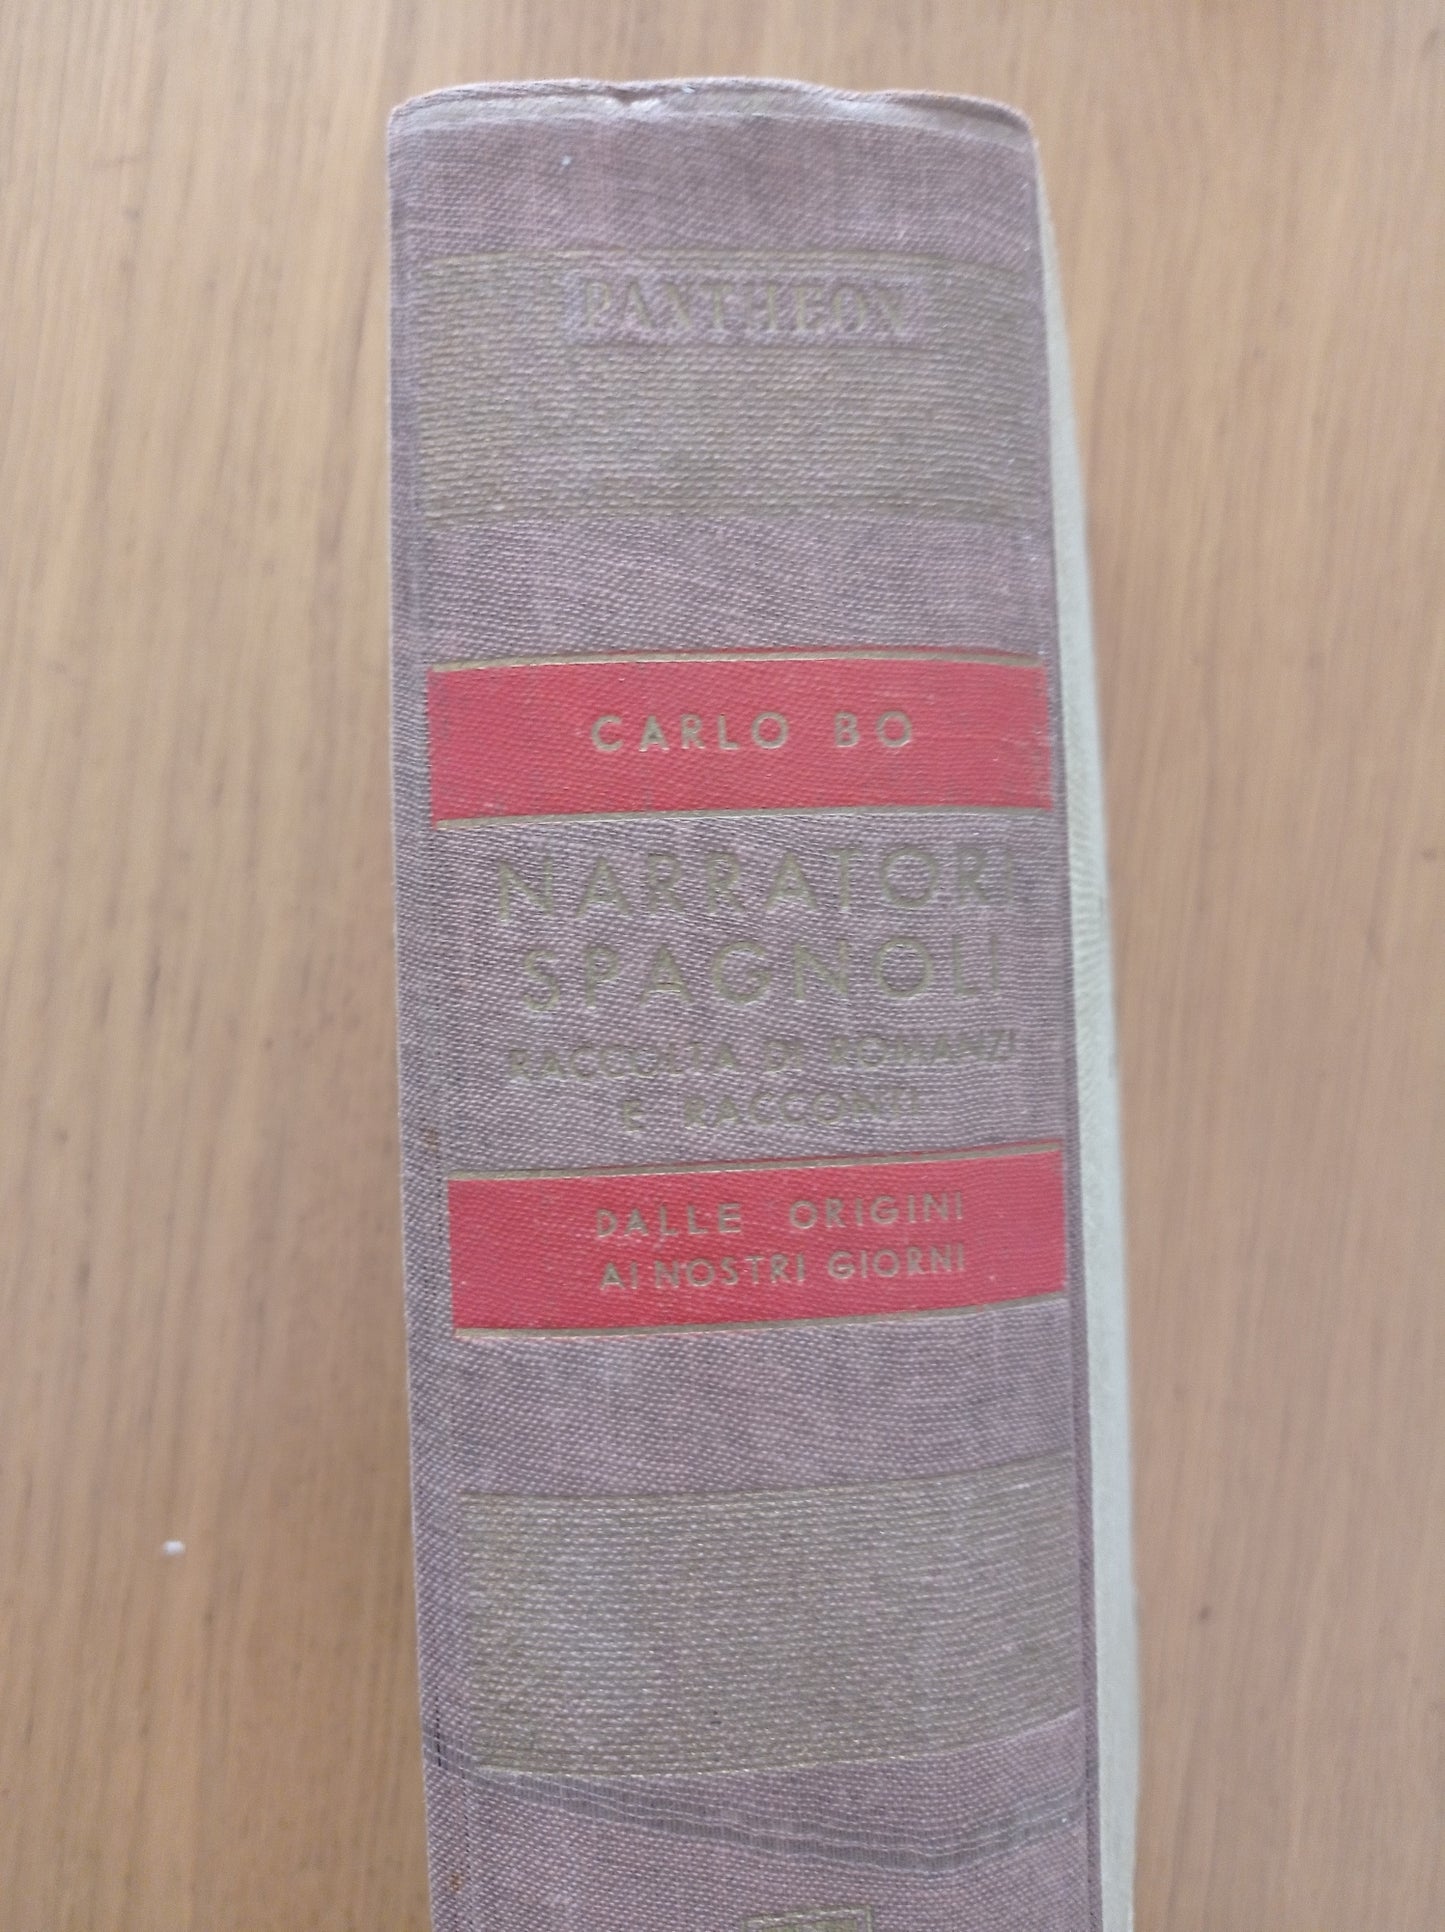 PANTHEON
CARLO BO
NARRATORI
SPAGNOLI
RACCOLTA DI ROMANZI
E RACCONTI
DALLE ORIGINI
AI NOSTRI GIORNI